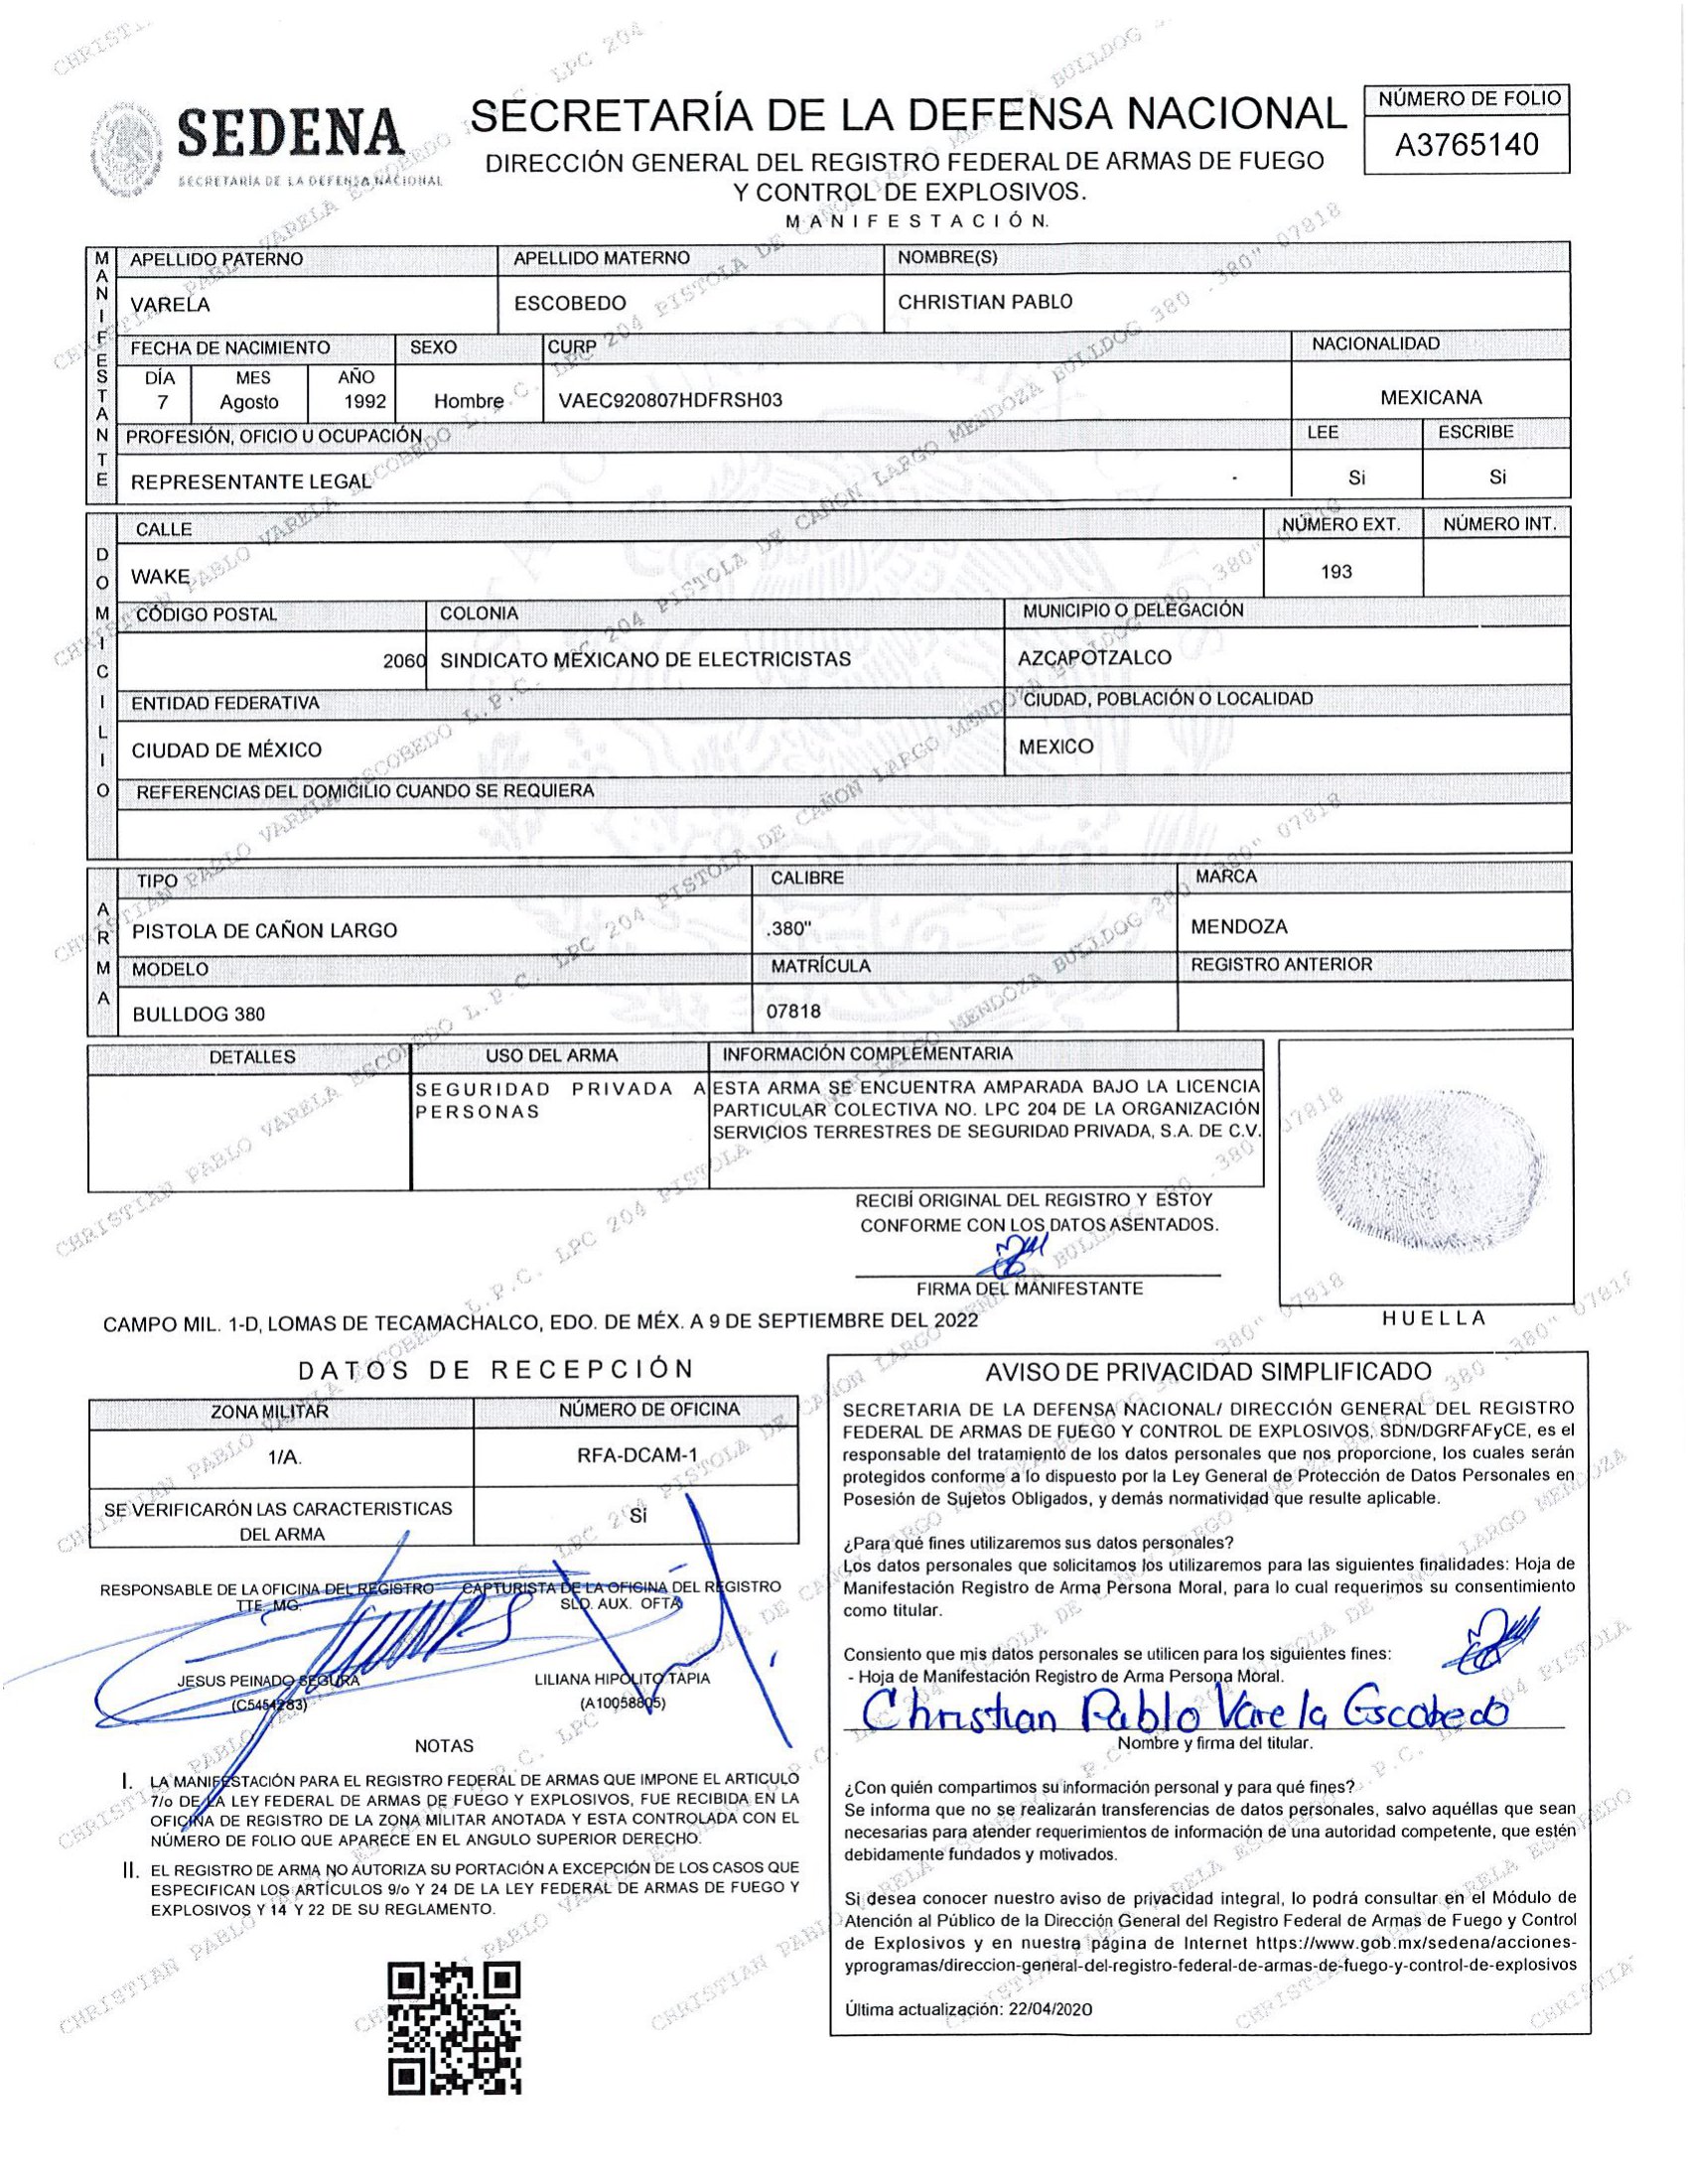 SEDENA
SECRETARÍA DE LA DEFENSA NACIONAL
SECRETARÍA DE LA DEFENSA NACIONAL
DIRECCIÓN GENERAL DEL REGISTRO FEDERAL DE ARMAS DE FUEGO
Y CONTROL DE EXPLOSIVOS.
MANIFESTACIÓN.
NÚMERO DE FOLIO
A3765140
MANIFESTANTE
APELLIDO PATERNO APELLIDO MATERNO NOMBRE(S)
VARELA ESCOBEDO CHRISTIAN PABLO
FECHA DE NACIMIENTO SEXO CURP NACIONALIDAD
DÍA MES AÑO
7 Agosto 1992 Hombre VAEC920807HDFRSH03 MEXICANA
PROFESIÓN, OFICIO U OCUPACIÓN LEE ESCRIBE
REPRESENTANTE LEGAL - Si Si
DOMICILIO
CALLE NÚMERO EXT. NÚMERO INT.
WAKE 193
CÓDIGO POSTAL COLONIA MUNICIPIO O DELEGACIÓN
2060 SINDICATO MEXICANO DE ELECTRICISTAS AZCAPOTZALCO
ENTIDAD FEDERATIVA CIUDAD, POBLACIÓN O LOCALIDAD
CIUDAD DE MÉXICO MEXICO
REFERENCIAS DEL DOMICILIO CUANDO SE REQUIERA
ARMA
TIPO CALIBRE MARCA
PISTOLA DE CAÑON LARGO .380" MENDOZA
MODELO MATRÍCULA REGISTRO ANTERIOR
BULLDOG 380 07818
DETALLES USO DEL ARMA INFORMACIÓN COMPLEMENTARIA
SEGURIDAD PRIVADA A
PERSONAS
ESTA ARMA SE ENCUENTRA AMPARADA BAJO LA LICENCIA
PARTICULAR COLECTIVA NO. LPC 204 DE LA ORGANIZACIÓN
SERVICIOS TERRESTRES DE SEGURIDAD PRIVADA, S.A. DE C.V.
RECIBÍ ORIGINAL DEL REGISTRO Y ESTOY
CONFORME CON LOS DATOS ASENTADOS.
FIRMA DEL MANIFESTANTE
HUELLA
CAMPO MIL. 1-D, LOMAS DE TECAMACHALCO, EDO. DE MÉX. A 9 DE SEPTIEMBRE DEL 2022
DATOS DE RECEPCIÓN
ZONA MILITAR NÚMERO DE OFICINA
1/A. RFA-DCAM-1
SE VERIFICARÓN LAS CARACTERISTICAS
DEL ARMA
Si
RESPONSABLE DE LA OFICINA DEL REGISTRO
TTE. MG.
JESUS PEINADO SEGURA
(C5454283)
CAPTURISTA DE LA OFICINA DEL REGISTRO
SLD. AUX. OFTA
LILIANA HIPOLITO TAPIA
(A10058805)
NOTAS
I. LA MANIFESTACIÓN PARA EL REGISTRO FEDERAL DE ARMAS QUE IMPONE EL ARTICULO
7/o DE LA LEY FEDERAL DE ARMAS DE FUEGO Y EXPLOSIVOS, FUE RECIBIDA EN LA
OFICINA DE REGISTRO DE LA ZONA MILITAR ANOTADA Y ESTA CONTROLADA CON EL
NÚMERO DE FOLIO QUE APARECE EN EL ANGULO SUPERIOR DERECHO.
II. EL REGISTRO DE ARMA NO AUTORIZA SU PORTACIÓN A EXCEPCIÓN DE LOS CASOS QUE
ESPECIFICAN LOS ARTÍCULOS 9/o Y 24 DE LA LEY FEDERAL DE ARMAS DE FUEGO Y
EXPLOSIVOS Y 14 Y 22 DE SU REGLAMENTO.
AVISO DE PRIVACIDAD SIMPLIFICADO
SECRETARIA DE LA DEFENSA NACIONAL/ DIRECCIÓN GENERAL DEL REGISTRO
FEDERAL DE ARMAS DE FUEGO Y CONTROL DE EXPLOSIVOS, SDN/DGRFAFyCE, es el
responsable del tratamiento de los datos personales que nos proporcione, los cuales serán
protegidos conforme a lo dispuesto por la Ley General de Protección de Datos Personales en
Posesión de Sujetos Obligados, y demás normatividad que resulte aplicable.
¿Para qué fines utilizaremos sus datos personales?
Los datos personales que solicitamos los utilizaremos para las siguientes finalidades: Hoja de
Manifestación Registro de Arma Persona Moral, para lo cual requerimos su consentimiento
como titular.
Consiento que mis datos personales se utilicen para los siguientes fines:
- Hoja de Manifestación Registro de Arma Persona Moral.
Christian Pablo Varela Escobedo
Nombre y firma del titular.
¿Con quién compartimos su información personal y para qué fines?
Se informa que no se realizarán transferencias de datos personales, salvo aquéllas que sean
necesarias para atender requerimientos de información de una autoridad competente, que estén
debidamente fundados y motivados.
Si desea conocer nuestro aviso de privacidad integral, lo podrá consultar en el Módulo de
Atención al Público de la Dirección General del Registro Federal de Armas de Fuego y Control
de Explosivos y en nuestra página de Internet https://www.gob.mx/sedena/acciones-
yprogramas/direccion-general-del-registro-federal-de-armas-de-fuego-y-control-de-explosivos
Última actualización: 22/04/2020